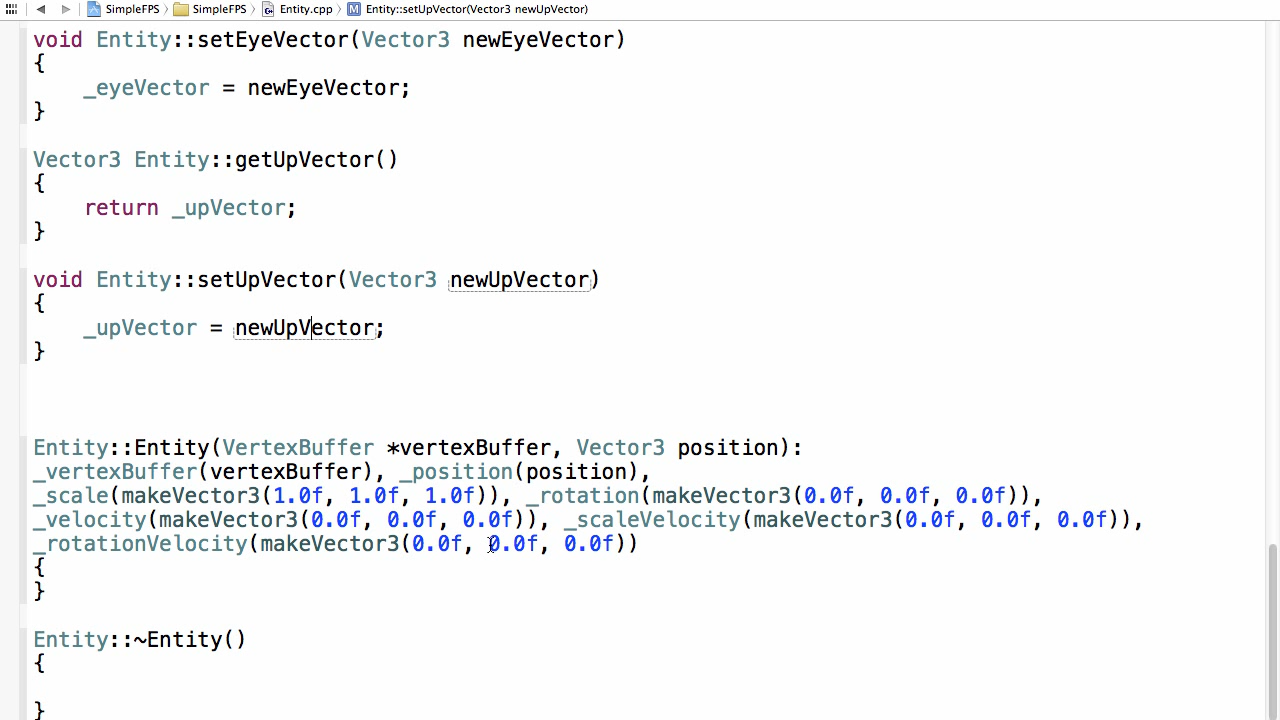 SimpleFPS SimpleFPS Entity.cpp M Entity::setUpVector(Vector3 newUpVector)
void Entity::setEyeVector(Vector3 newEyeVector)
{
    _eyeVector = newEyeVector;
}
Vector3 Entity::getUpVector()
{
    return _upVector;
}
void Entity::setUpVector(Vector3 newUpVector)
{
    _upVector = newUpVector;
}
Entity::Entity(VertexBuffer *vertexBuffer, Vector3 position):
_vertexBuffer(vertexBuffer), _position(position),
_scale(makeVector3(1.0f, 1.0f, 1.0f)), _rotation(makeVector3(0.0f, 0.0f, 0.0f)),
_velocity(makeVector3(0.0f, 0.0f, 0.0f)), _scaleVelocity(makeVector3(0.0f, 0.0f, 0.0f)),
_rotationVelocity(makeVector3(0.0f, 0.0f, 0.0f))
{
}
Entity::~Entity()
{
}